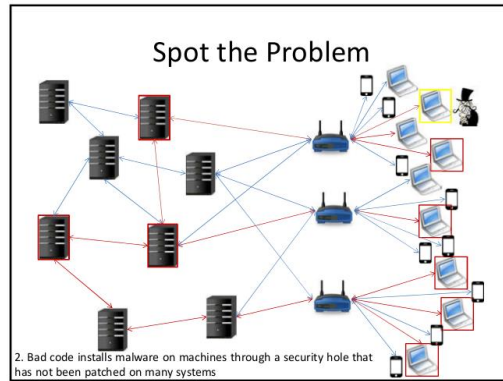 Spot the Problem
2. Bad code installs malware on machines through a security hole that
has not been patched on many systems